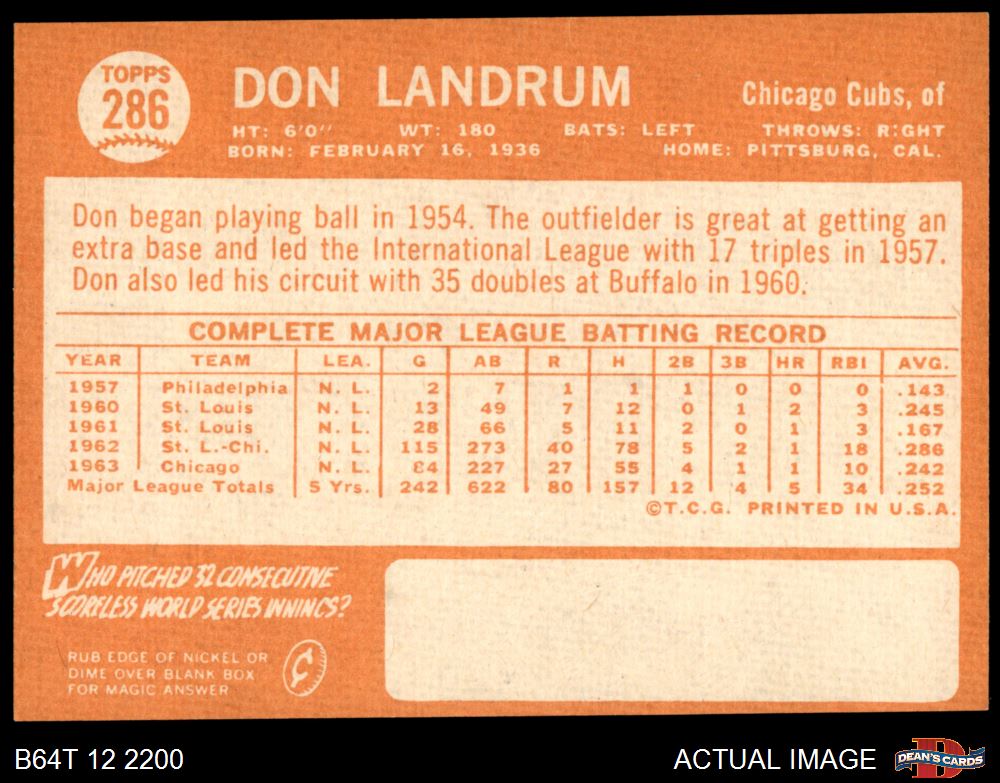 TOPPS
286
DON LANDRUM
Chicago Cubs, of
HT: 6'0" WT: 180 BATS: LEFT THROWS: RIGHT
BORN: FEBRUARY 16, 1936 HOME: PITTSBURG, CAL.
Don began playing ball in 1954. The outfielder is great at getting an
extra base and led the International League with 17 triples in 1957.
Don also led his circuit with 35 doubles at Buffalo in 1960.
COMPLETE MAJOR LEAGUE BATTING RECORD
YEAR TEAM LEA. G AB R H 2B 3B HR RBI AVG.
1957 Philadelphia N. L. 2 7 1 1 1 0 0 0 .143
1960 St. Louis N. L. 13 49 7 12 0 1 2 3 .245
1961 St. Louis N. L. 28 66 5 11 2 0 1 3 .167
1962 St. L.-Chi. N. L. 115 273 40 78 5 2 1 18 .286
1963 Chicago N. L. 84 227 27 55 4 1 1 10 .242
Major League Totals 5 Yrs. 242 622 80 157 12 4 5 34 .252
©T.C.G. PRINTED IN U.S.A.
WHO PITCHED 32 CONSECUTIVE
SCORELESS WORLD SERIES INNINGS?
RUB EDGE OF NICKEL OR
DIME OVER BLANK BOX
FOR MAGIC ANSWER
¢
B64T 12 2200
ACTUAL IMAGE
D
DEAN'S CARDS